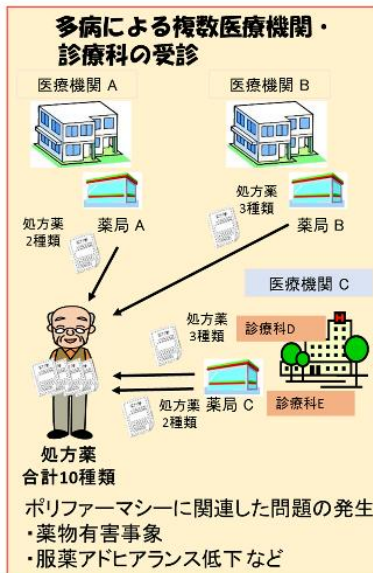 多病による複数医療機関・
診療科の受診
医療機関 A
医療機関 B
処方薬
2種類
薬局 A
処方薬
3種類
薬局 B
医療機関 C
処方薬
3種類
診療科D
H
処方薬
2種類
薬局 C
診療科E
処方薬
合計10種類
ポリファーマシーに関連した問題の発生
・薬物有害事象
・服薬アドヒアランス低下など